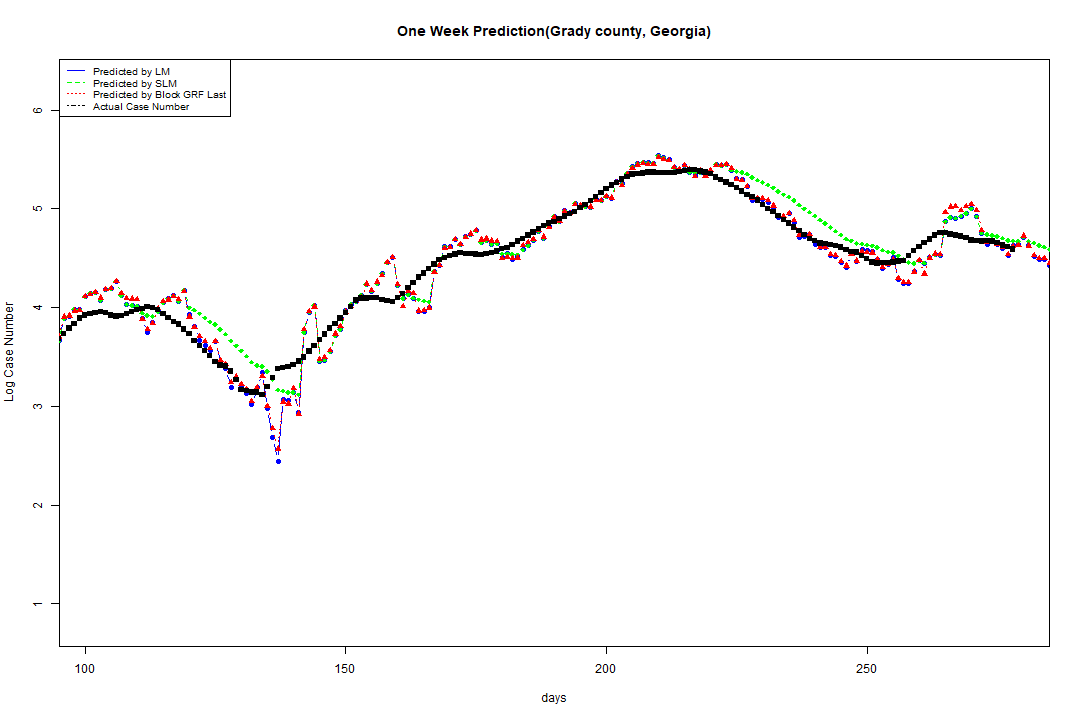 One Week Prediction(Grady county, Georgia)
Predicted by LM
Predicted by SLM
Predicted by Block GRF Last
Actual Case Number
6
5
4
3
2
1
Log Case Number
100 150 200 250
days